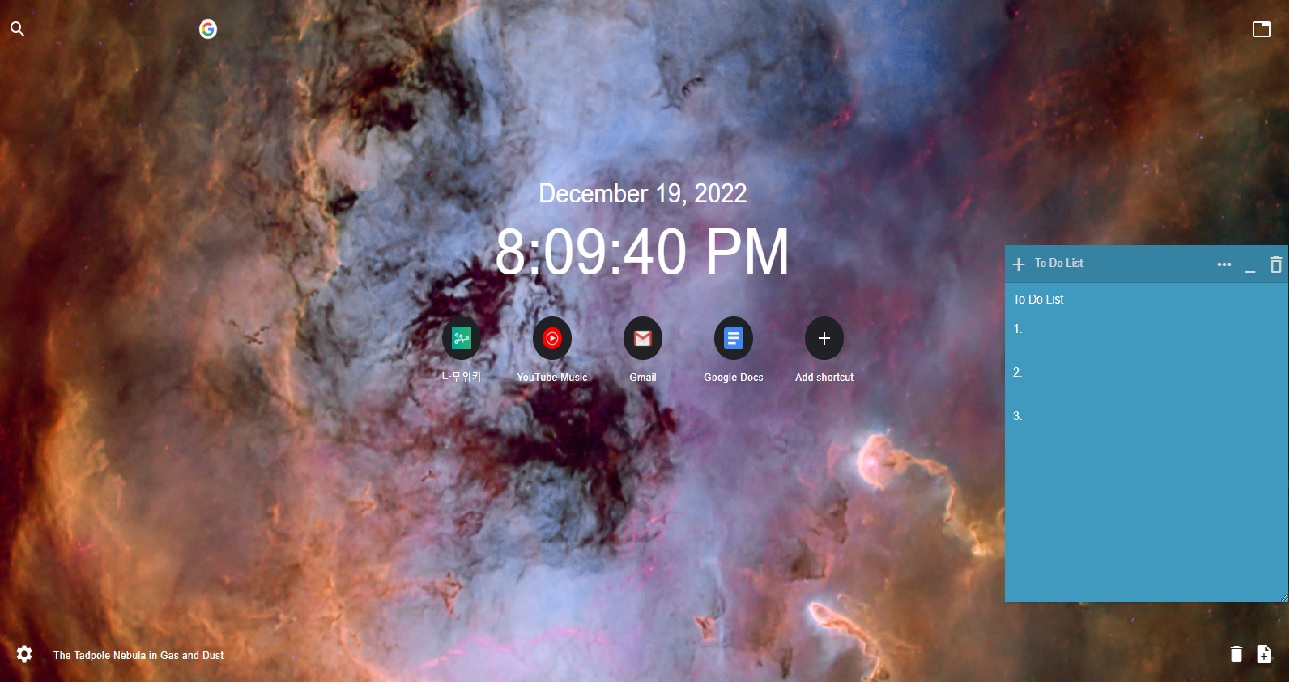 December 19, 2022
8:09:40 PM
나무위키
YouTube Music
Gmail
Google Docs
Add shortcut
To Do List
To Do List
1.
2.
3.
The Tadpole Nebula in Gas and Dust